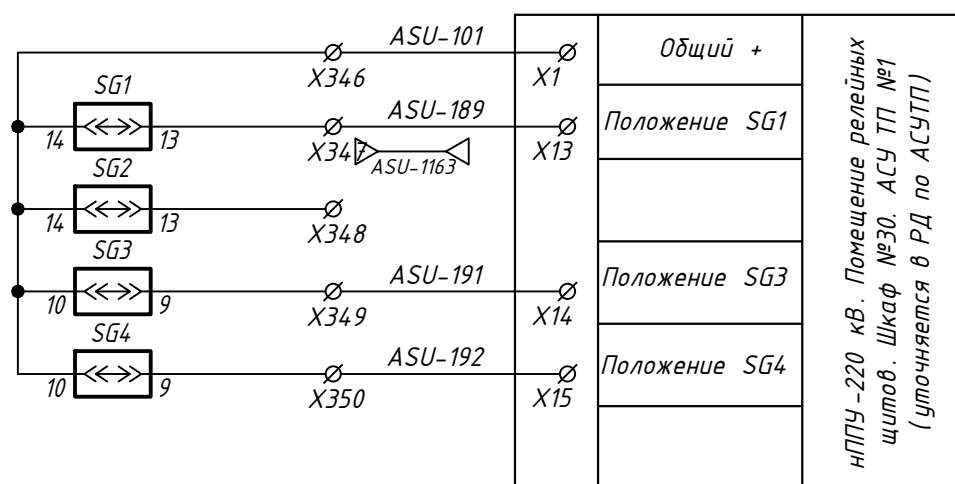 ASU-101
Общий +
X346
X1
SG1
ASU-189
Положение SG1
14
13
X347
X13
ASU-1163
SG2
14
13
X348
SG3
ASU-191
Положение SG3
10
9
X349
X14
SG4
ASU-192
Положение SG4
10
9
X350
X15
нППУ-220 кВ. Помещение релейных
щитов. Шкаф №30. АСУ ТП №1
(уточняется в РД по АСУТП)